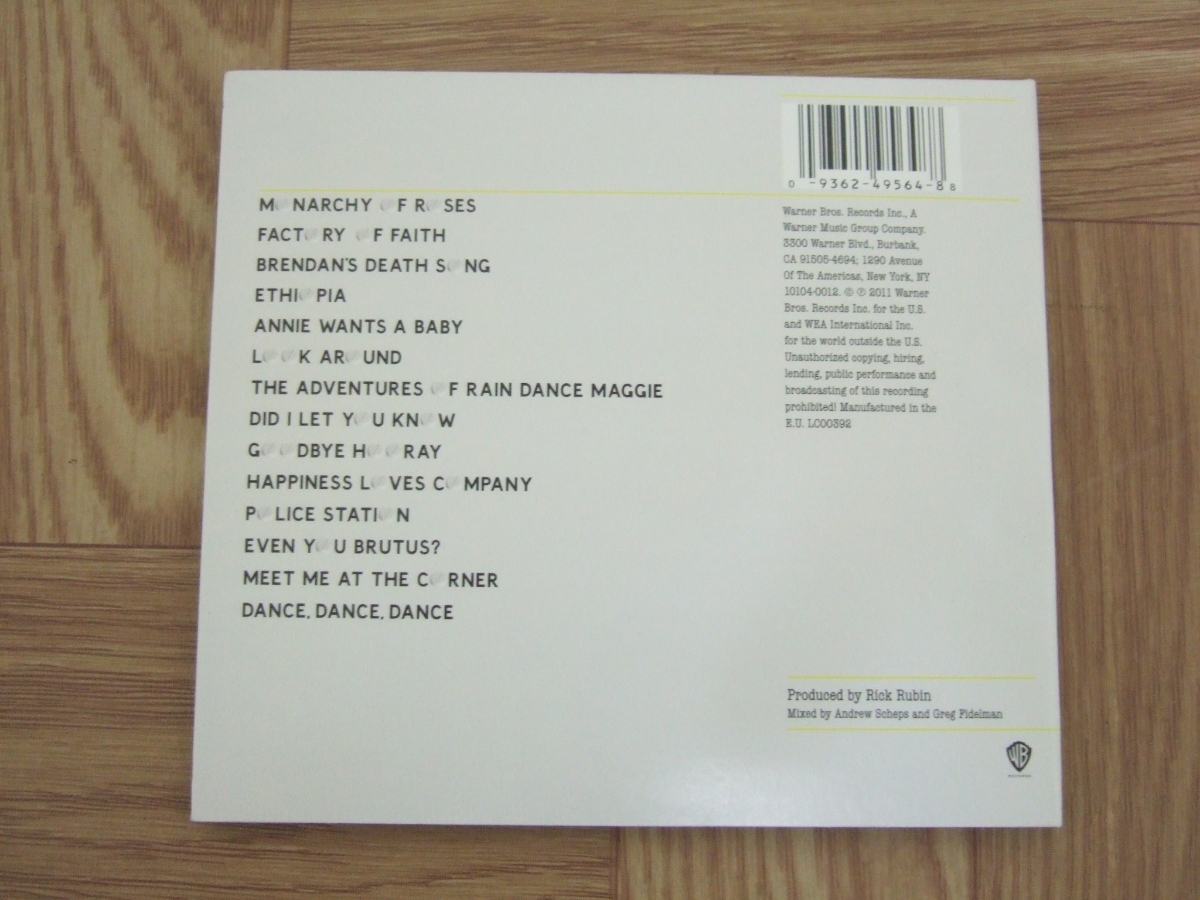 MONARCHY OF ROSES
FACTORY OF FAITH
BRENDAN'S DEATH SONG
ETHIOPIA
ANNIE WANTS A BABY
LOOK AROUND
THE ADVENTURES OF RAIN DANCE MAGGIE
DID I LET YOU KNOW
GOODBYE HOORAY
HAPPINESS LOVES COMPANY
POLICE STATION
EVEN YOU BRUTUS?
MEET ME AT THE CORNER
DANCE, DANCE, DANCE
0 -9362-49564-8 8
Warner Bros. Records Inc., A
Warner Music Group Company.
3300 Warner Blvd., Burbank,
CA 91505-4694; 1290 Avenue
Of The Americas, New York, NY
10104-0012. © ℗ 2011 Warner
Bros. Records Inc. for the U.S.
and WEA International Inc.
for the world outside the U.S.
Unauthorized copying, hiring,
lending, public performance and
broadcasting of this recording
prohibited! Manufactured in the
E.U. LC00392
Produced by Rick Rubin
Mixed by Andrew Scheps and Greg Fidelman
WB
RECORDS